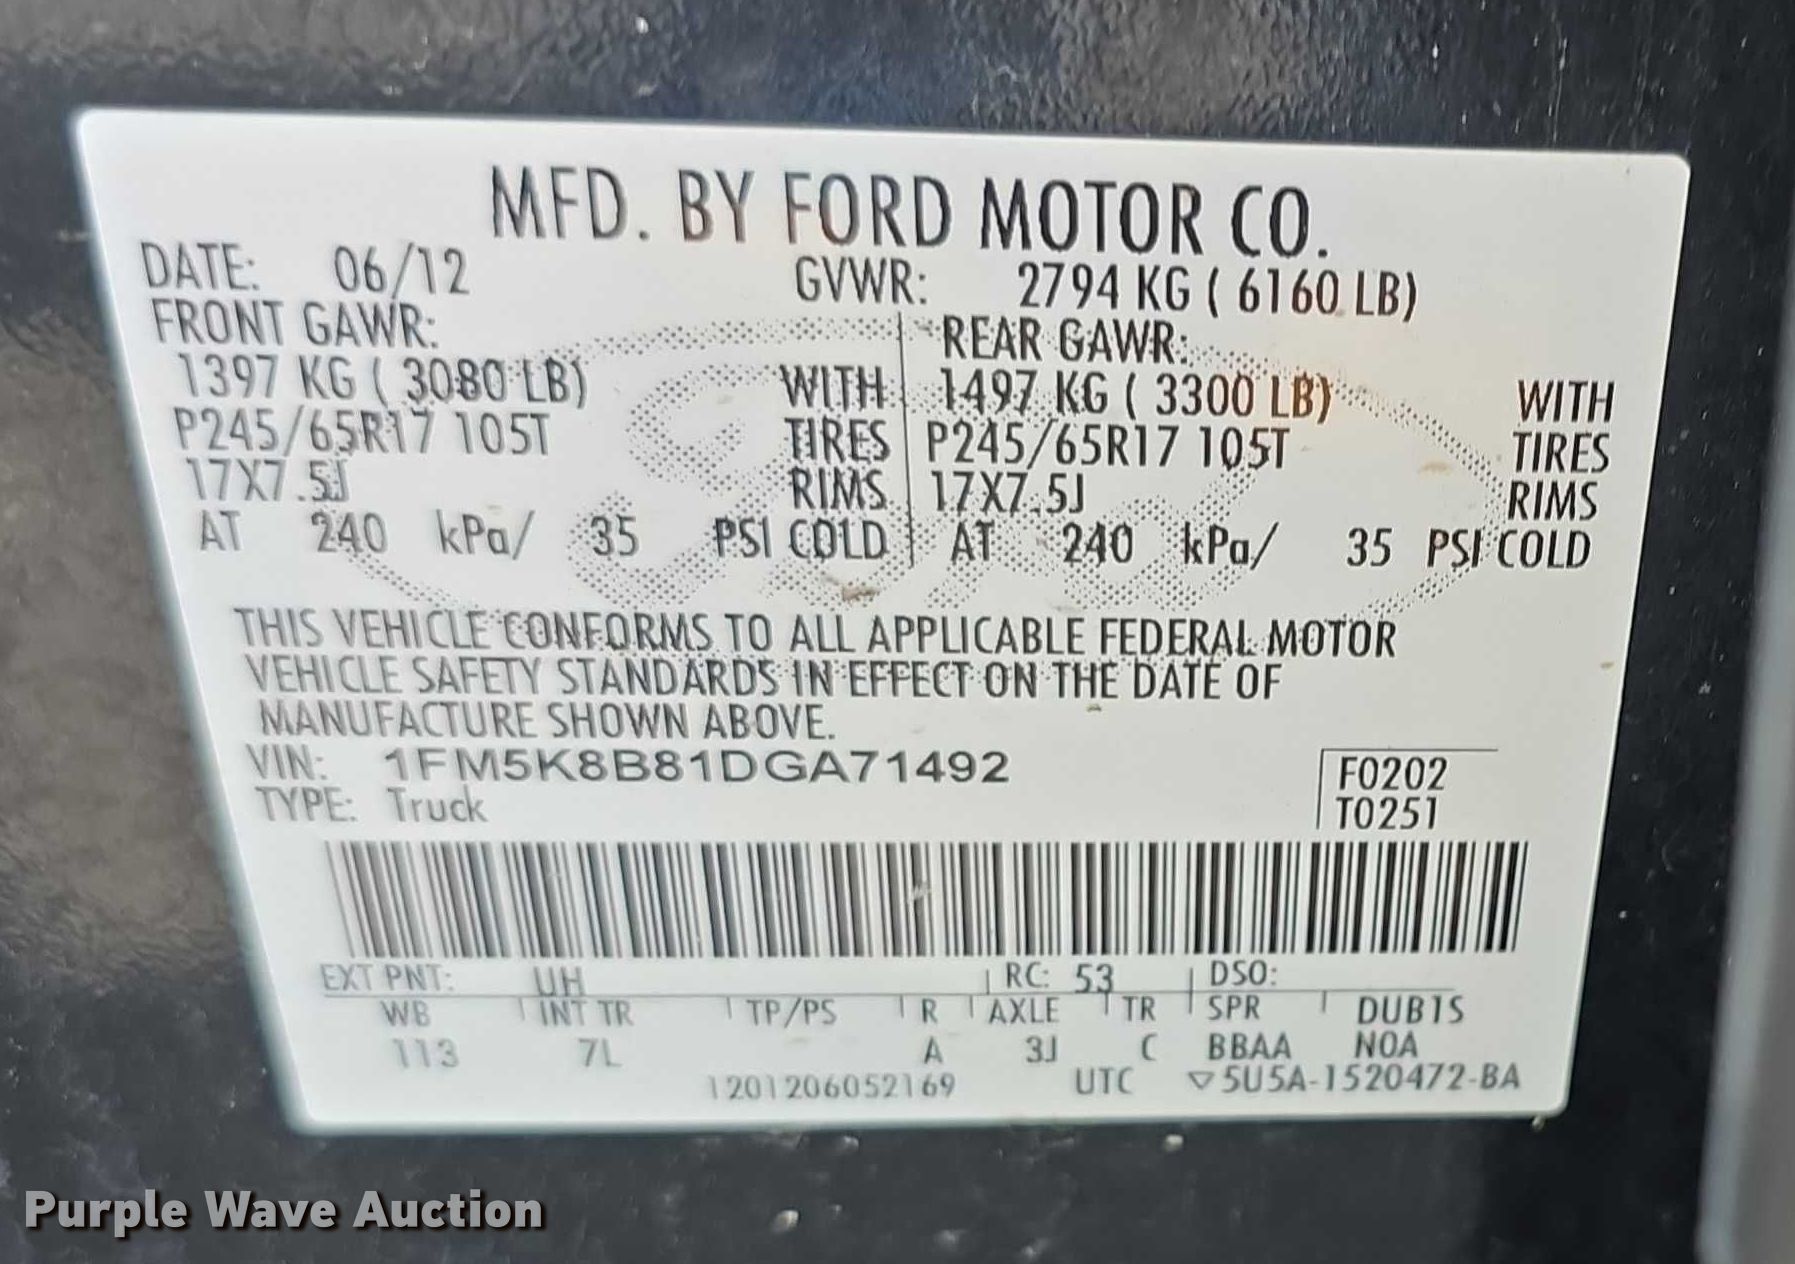 MFD. BY FORD MOTOR CO.
DATE: 06/12 GVWR: 2794 KG ( 6160 LB)
FRONT GAWR: REAR GAWR:
1397 KG ( 3080 LB) WITH 1497 KG ( 3300 LB) WITH
P245/65R17 105T TIRES P245/65R17 105T TIRES
17X7.5J RIMS 17X7.5J RIMS
AT 240 kPa/ 35 PSI COLD AT 240 kPa/ 35 PSI COLD
THIS VEHICLE CONFORMS TO ALL APPLICABLE FEDERAL MOTOR
VEHICLE SAFETY STANDARDS IN EFFECT ON THE DATE OF
MANUFACTURE SHOWN ABOVE.
VIN: 1FM5K8B81DGA71492
F0202
TYPE: Truck
T0251
EXT PNT: UH RC: 53 DSO:
WB INT TR TP/PS R AXLE TR SPR DUB1S
113 7L A 3J C BBAA NOA
1201206052169 UTC ▽5U5A-1520472-BA
Purple Wave Auction